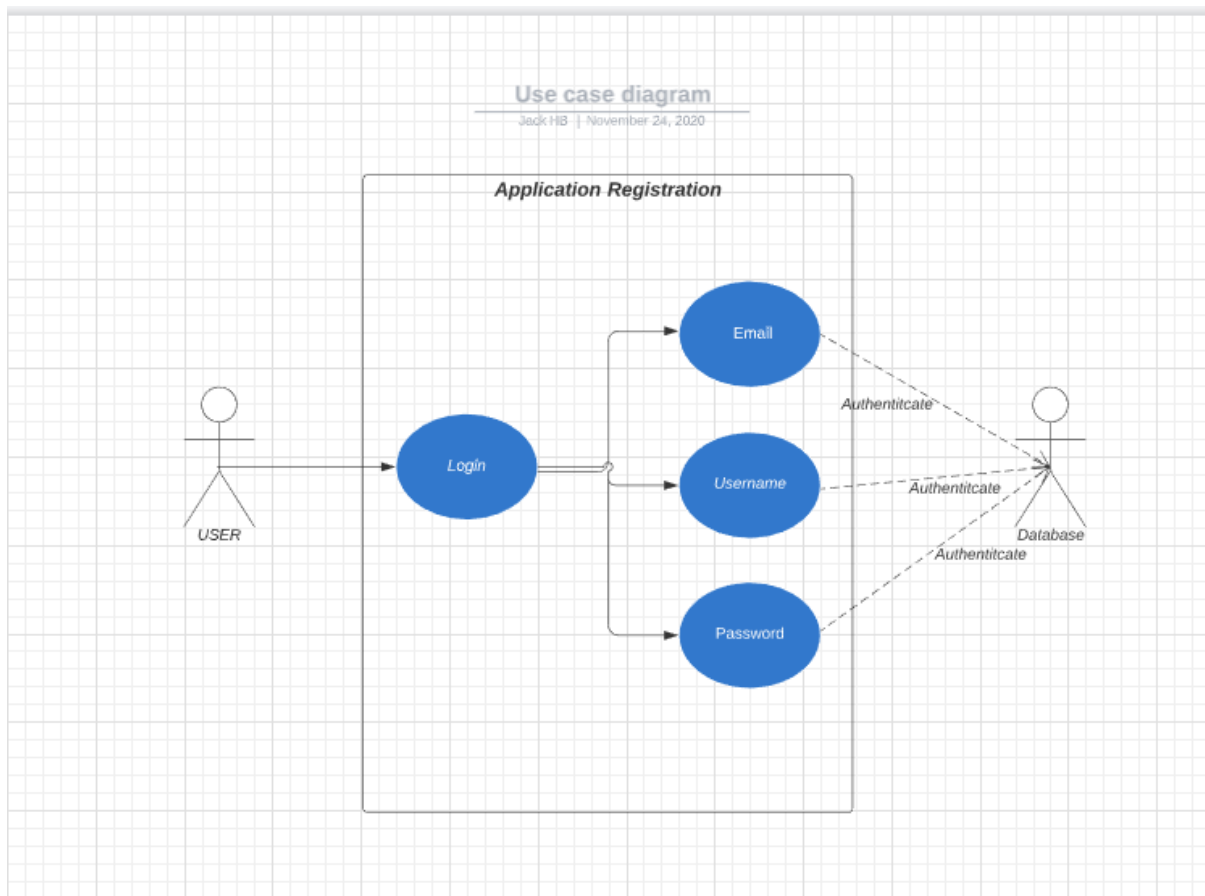 Use case diagram
Jack HB | November 24, 2020
Application Registration
Email
Authentitcate
Login
Username
Authentitcate
USER
Database
Authentitcate
Password